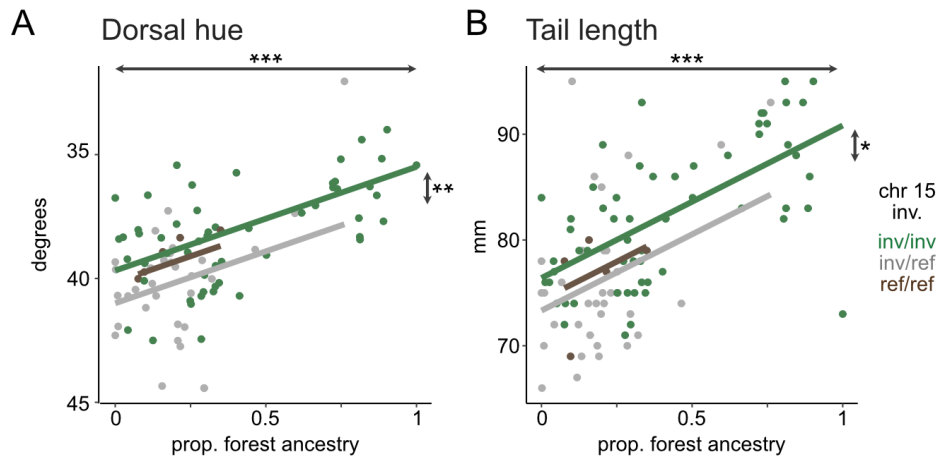 A
Dorsal hue
***
35
40
45
degrees
**
0
0.5
1
prop. forest ancestry
B
Tail length
***
90
80
70
mm
*
0
0.5
1
prop. forest ancestry
chr 15
inv.
inv/inv
inv/ref
ref/ref